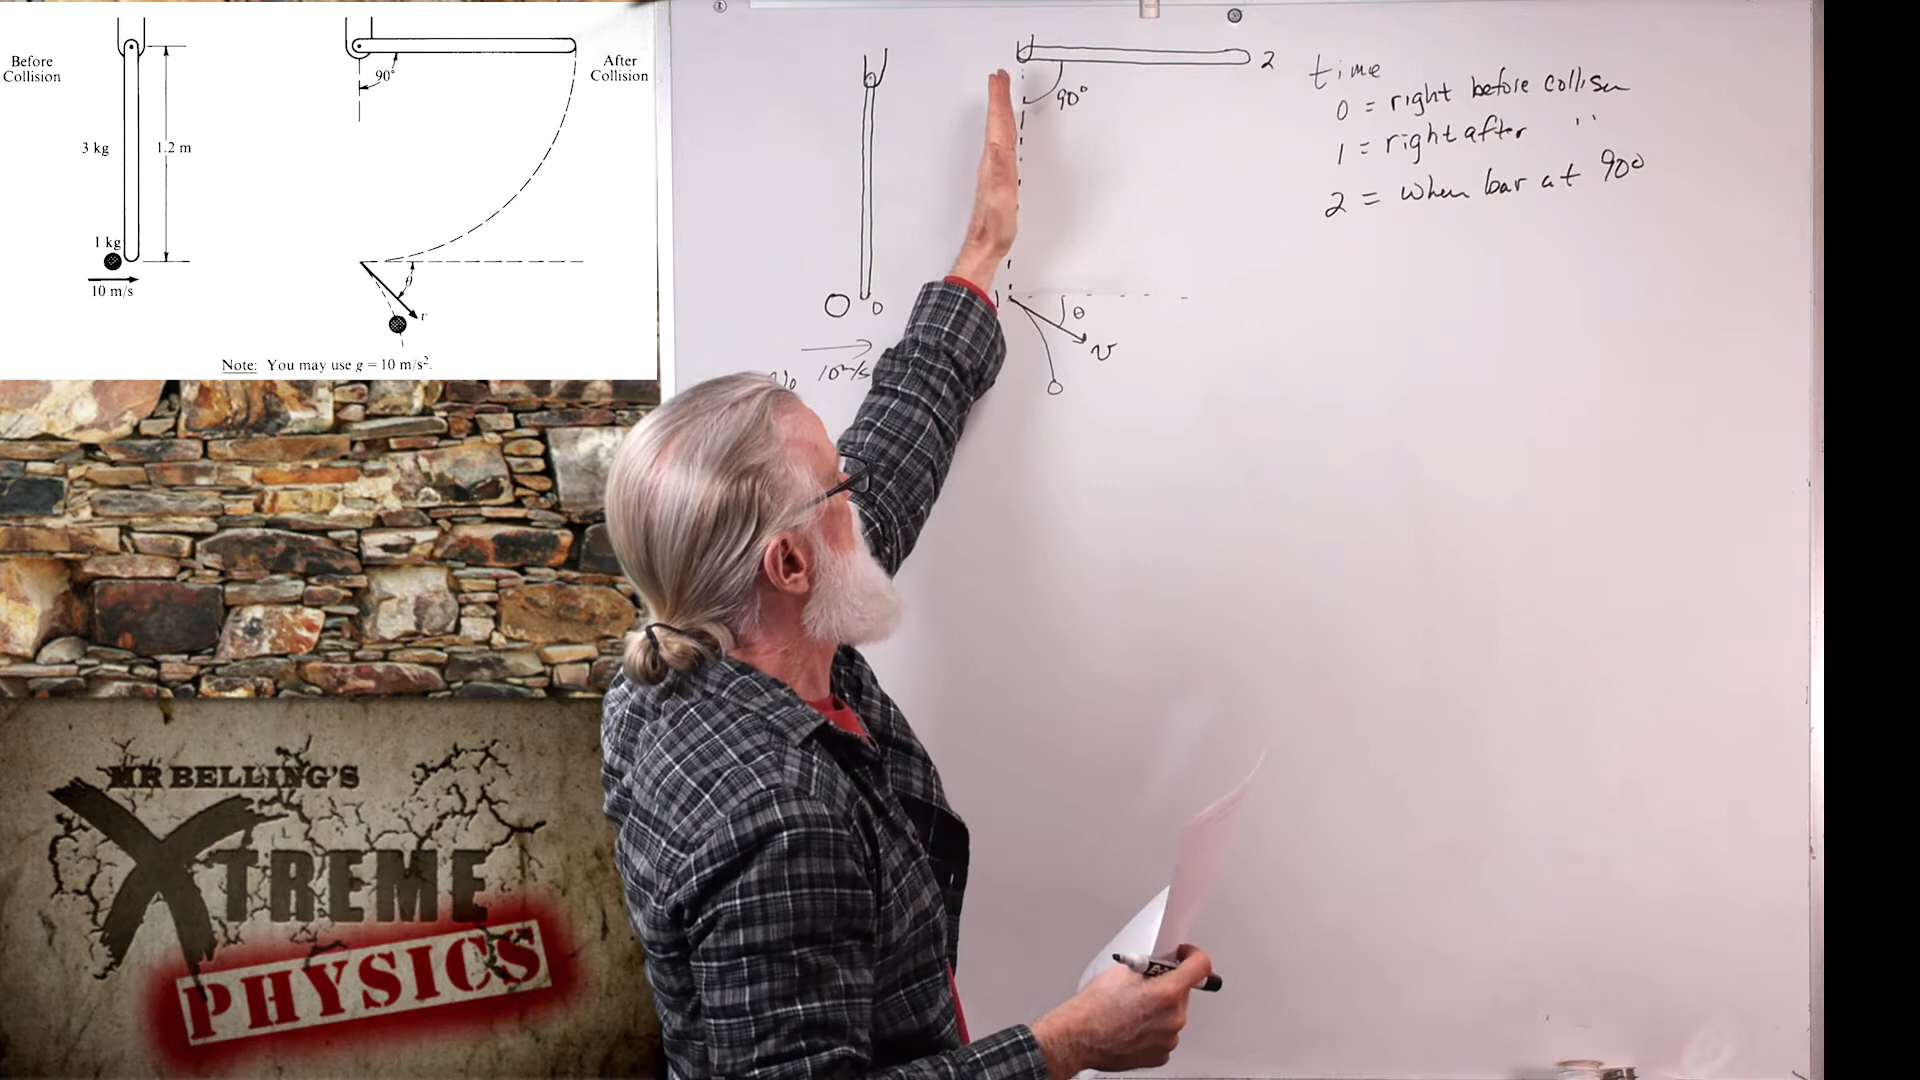 Before
Collision
3 kg
1.2 m
1 kg
10 m/s
90°
After
Collision
θ
v
Note: You may use g = 10 m/s².
MR BELLING'S
XTREME
PHYSICS
0
10 m/s
90°
2
1
θ
v
time
0 = right before collisen
1 = right after " 
2 = when bar at 90°